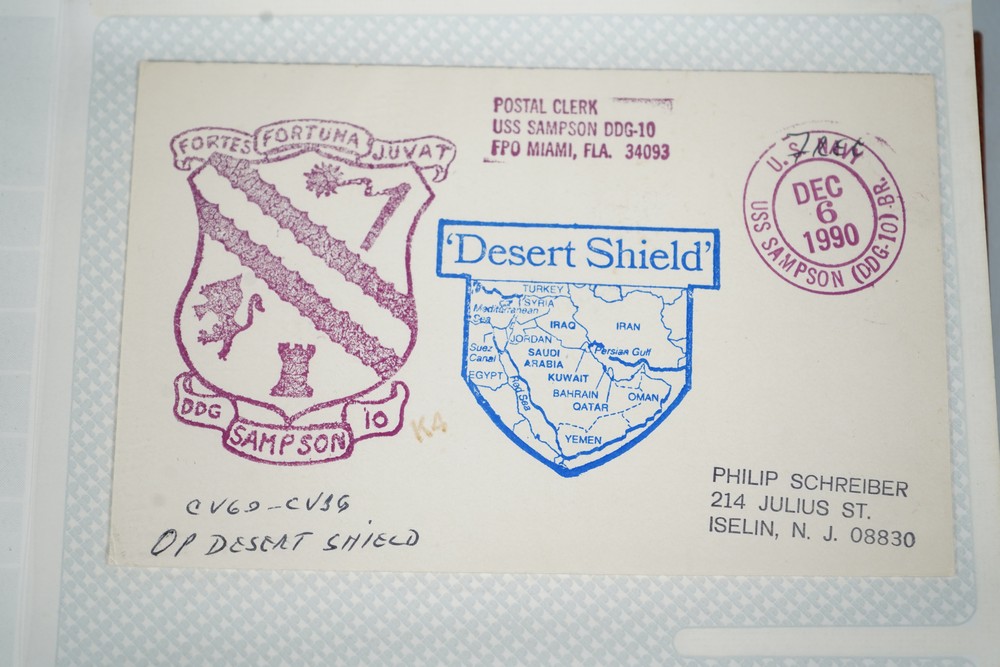 FORTES FORTUNA JUVAT
DDG SAMPSON 10
POSTAL CLERK
USS SAMPSON DDG-10
FPO MIAMI, FLA. 34093
Free
U.S. NAVY
DEC
6
1990
USS SAMPSON (DDG-10) BR.
'Desert Shield'
TURKEY
SYRIA
Mediterranean
Sea
IRAQ
IRAN
JORDAN
Suez
Canal
SAUDI
ARABIA
Persian Gulf
KUWAIT
EGYPT
Red Sea
BAHRAIN
QATAR
OMAN
YEMEN
K4
OP DESERT SHIELD
PHILIP SCHREIBER
214 JULIUS ST.
ISELIN, N. J. 08830